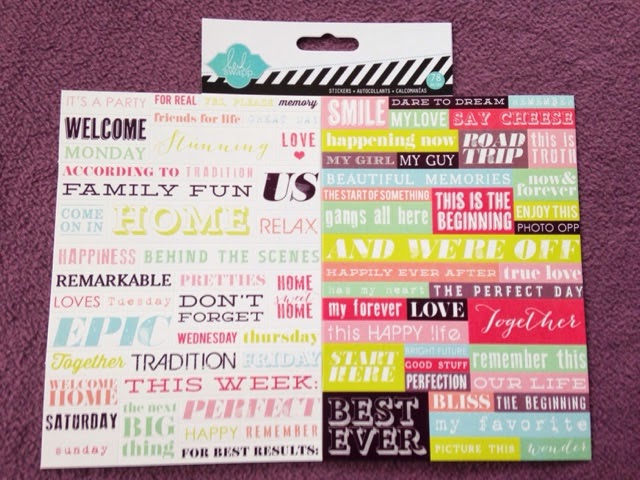 heidi swapp
STICKERS • AUTOCOLLANTS • CALCOMANÍAS
78
IT'S A PARTY
FOR REAL
YES, PLEASE
memory
WELCOME
friends for life
GREAT DAY
MONDAY
Stunning
LOVE
ACCORDING TO
TRADITION
FAMILY FUN
US
COME
ON IN
HOME
RELAX
HAPPINESS
BEHIND THE SCENES
REMARKABLE
PRETTIES
HOME
sweet
HOME
LOVES
Tuesday
DON'T
FORGET
EPIC
WEDNESDAY
thursday
Together
TRADITION
FRIDAY
WELCOME
HOME
THIS WEEK:
SATURDAY
the next
BIG
thing
PERFECT
HAPPY
REMEMBER
sunday
FOR BEST RESULTS:
SMILE
DARE TO DREAM
REMEMBER
MY LOVE
SAY CHEESE
happening now
ROAD
TRIP
this is
TRUTH
MY GIRL
MY GUY
BEAUTIFUL MEMORIES
now &
forever
THE START OF SOMETHING
gangs all here
THIS IS THE
BEGINNING
ENJOY THIS
PHOTO OPP
AND WE'RE OFF
HAPPILY EVER AFTER
true love
has my heart
THE PERFECT DAY
my forever
LOVE
Together
this HAPPY life
START
HERE
BRIGHT FUTURE
GOOD STUFF
remember this
PERFECTION
OUR LIFE
BEST
EVER
BLISS
THE BEGINNING
my favorite
PICTURE THIS
wonder